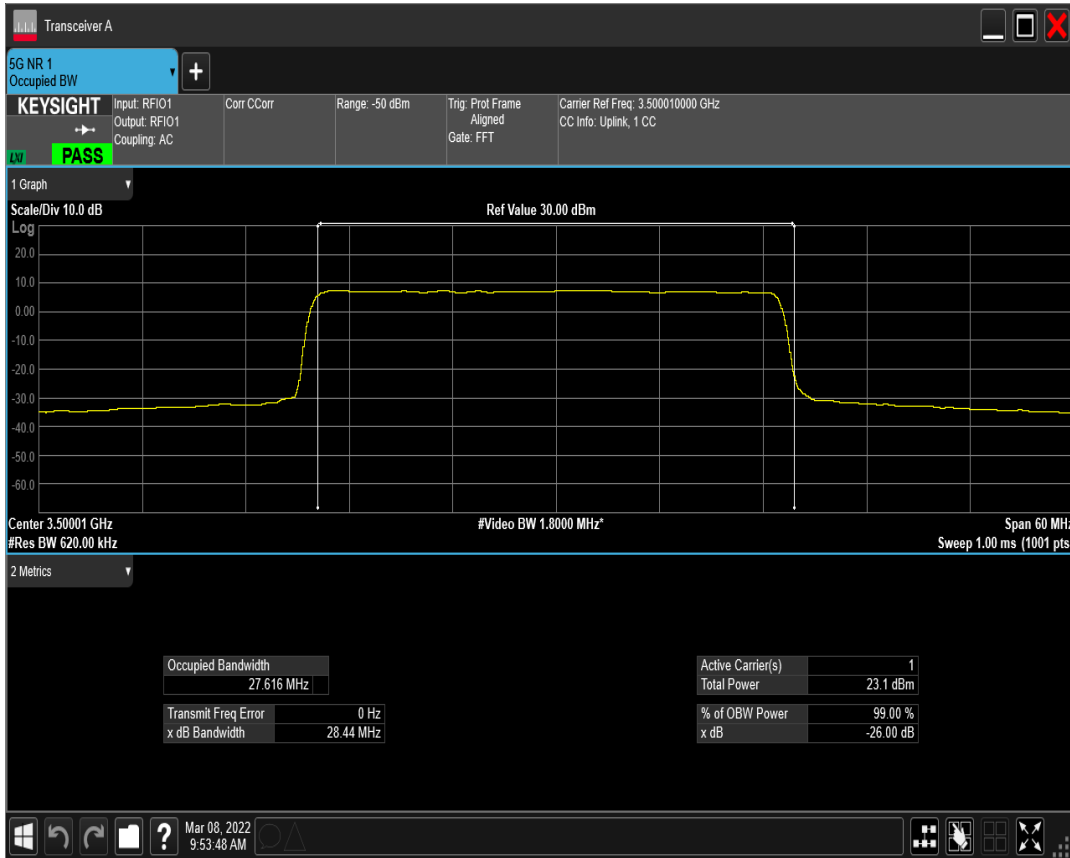 Transceiver A
5G NR 1
Occupied BW
+
KEYSIGHT
LXI
PASS
Input: RFIO1
Output: RFIO1
Coupling: AC
Corr CCorr
Range: -50 dBm
Trig: Prot Frame
Aligned
Gate: FFT
Carrier Ref Freq: 3.500010000 GHz
CC Info: Uplink, 1 CC
1 Graph
Scale/Div 10.0 dB
Ref Value 30.00 dBm
Log
20.0
10.0
0.00
-10.0
-20.0
-30.0
-40.0
-50.0
-60.0
Center 3.50001 GHz
#Video BW 1.8000 MHz*
Span 60 MHz
#Res BW 620.00 kHz
Sweep 1.00 ms (1001 pts
2 Metrics
Occupied Bandwidth
27.616 MHz
Transmit Freq Error 0 Hz
x dB Bandwidth 28.44 MHz
Active Carrier(s) 1
Total Power 23.1 dBm
% of OBW Power 99.00 %
x dB -26.00 dB
?
Mar 08, 2022
9:53:48 AM